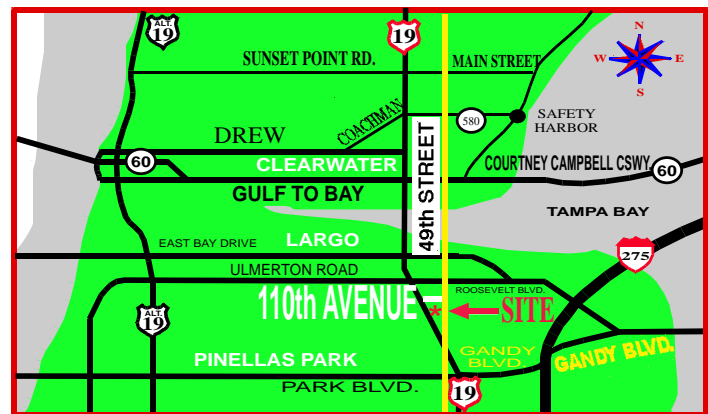 ALT.
19
19
N
W
E
S
SUNSET POINT RD.
MAIN STREET
COACHMAN
580
SAFETY
HARBOR
DREW
60
CLEARWATER
49th STREET
COURTNEY CAMPBELL CSWY.
60
GULF TO BAY
TAMPA BAY
EAST BAY DRIVE
LARGO
275
ULMERTON ROAD
ROOSEVELT BLVD.
110th AVENUE
*
SITE
ALT.
19
PINELLAS PARK
GANDY
BLVD.
GANDY BLVD.
PARK BLVD.
19